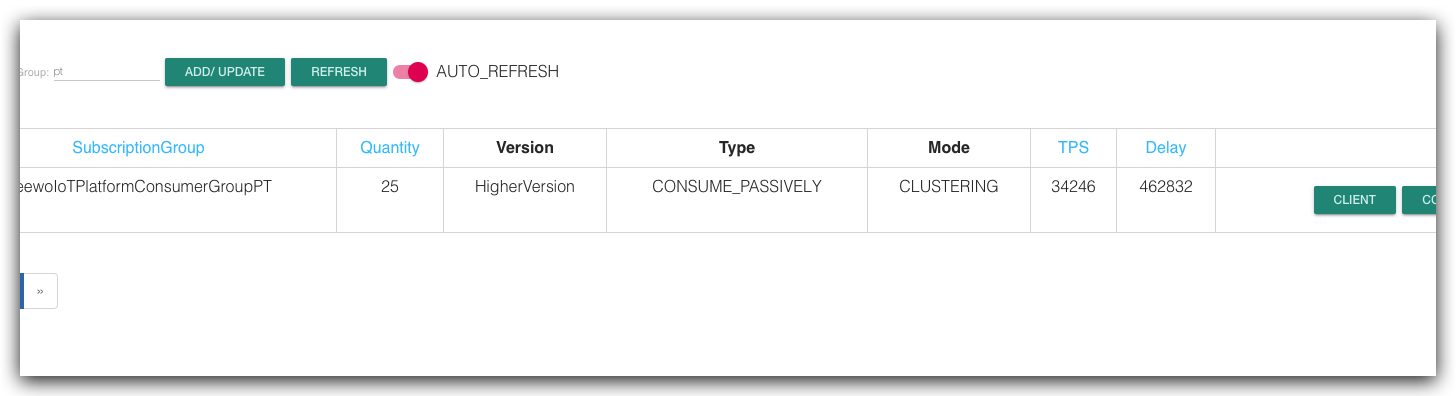 Group: pt ADD/ UPDATE REFRESH AUTO_REFRESH
SubscriptionGroup Quantity Version Type Mode TPS Delay
eewoIoTPlatformConsumerGroupPT 25 HigherVersion CONSUME_PASSIVELY CLUSTERING 34246 462832
CLIENT CO
»